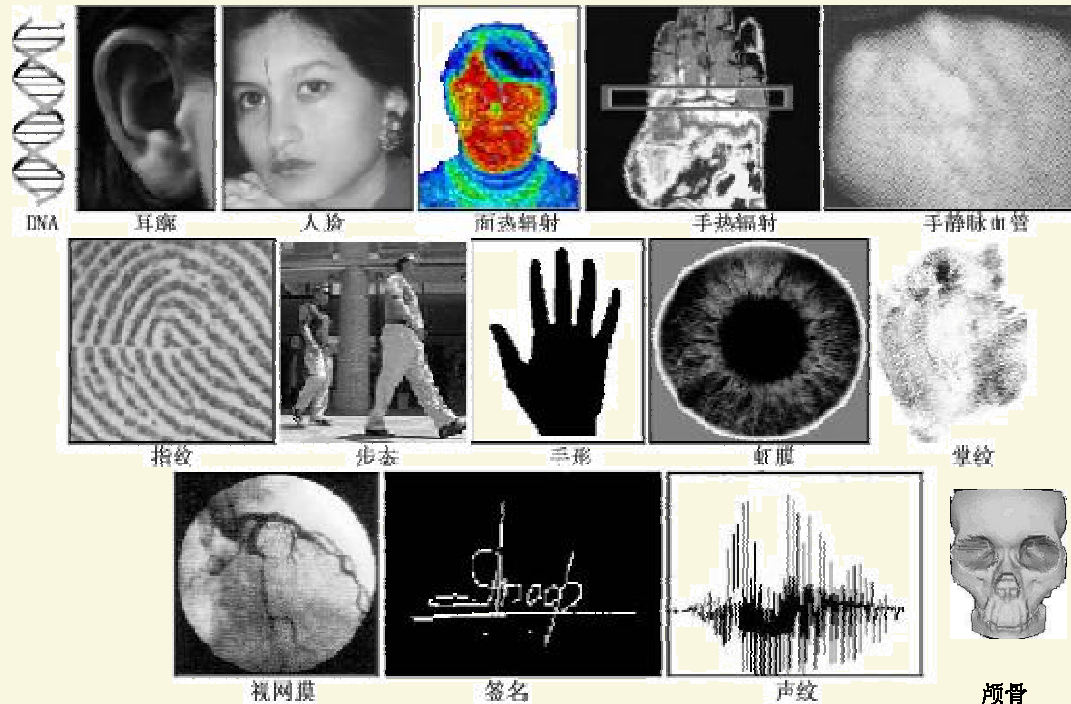 DNA 耳廓 人脸 面热辐射 手热辐射 手静脉血管
指纹 步态 手形 虹膜 掌纹
视网膜 签名 声纹 颅骨